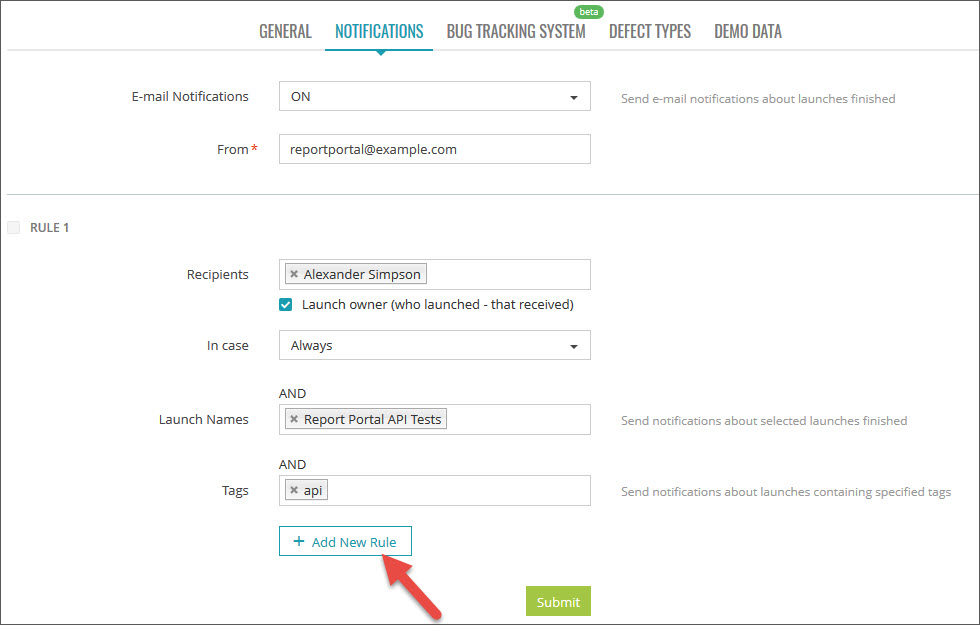 beta
GENERAL NOTIFICATIONS BUG TRACKING SYSTEM DEFECT TYPES DEMO DATA
E-mail Notifications ON Send e-mail notifications about launches finished
From * reportportal@example.com
RULE 1
Recipients × Alexander Simpson
Launch owner (who launched - that received)
In case Always
AND
Launch Names × Report Portal API Tests Send notifications about selected launches finished
AND
Tags × api Send notifications about launches containing specified tags
+ Add New Rule
Submit